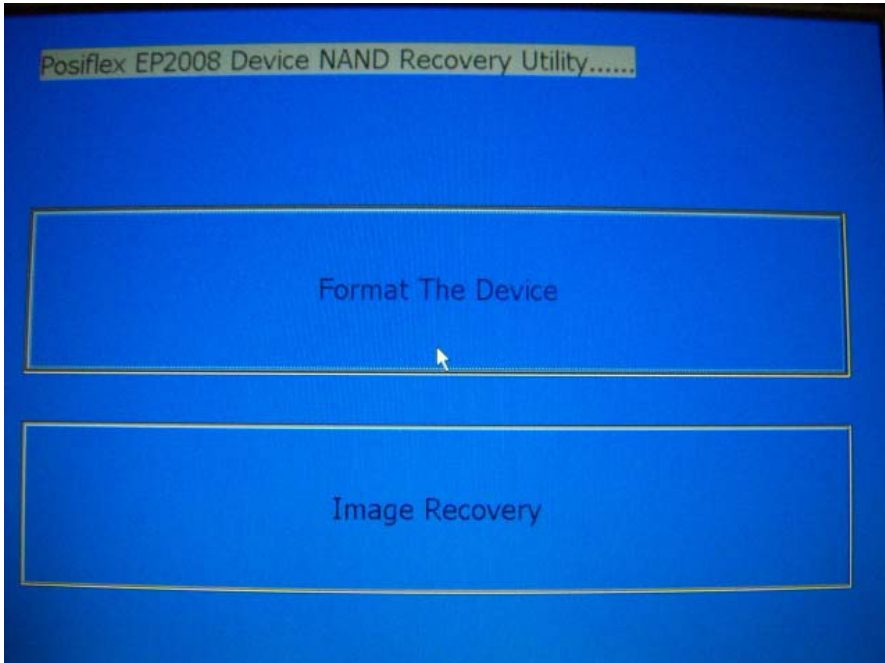 Posiflex EP2008 Device NAND Recovery Utility......
Format The Device
Image Recovery